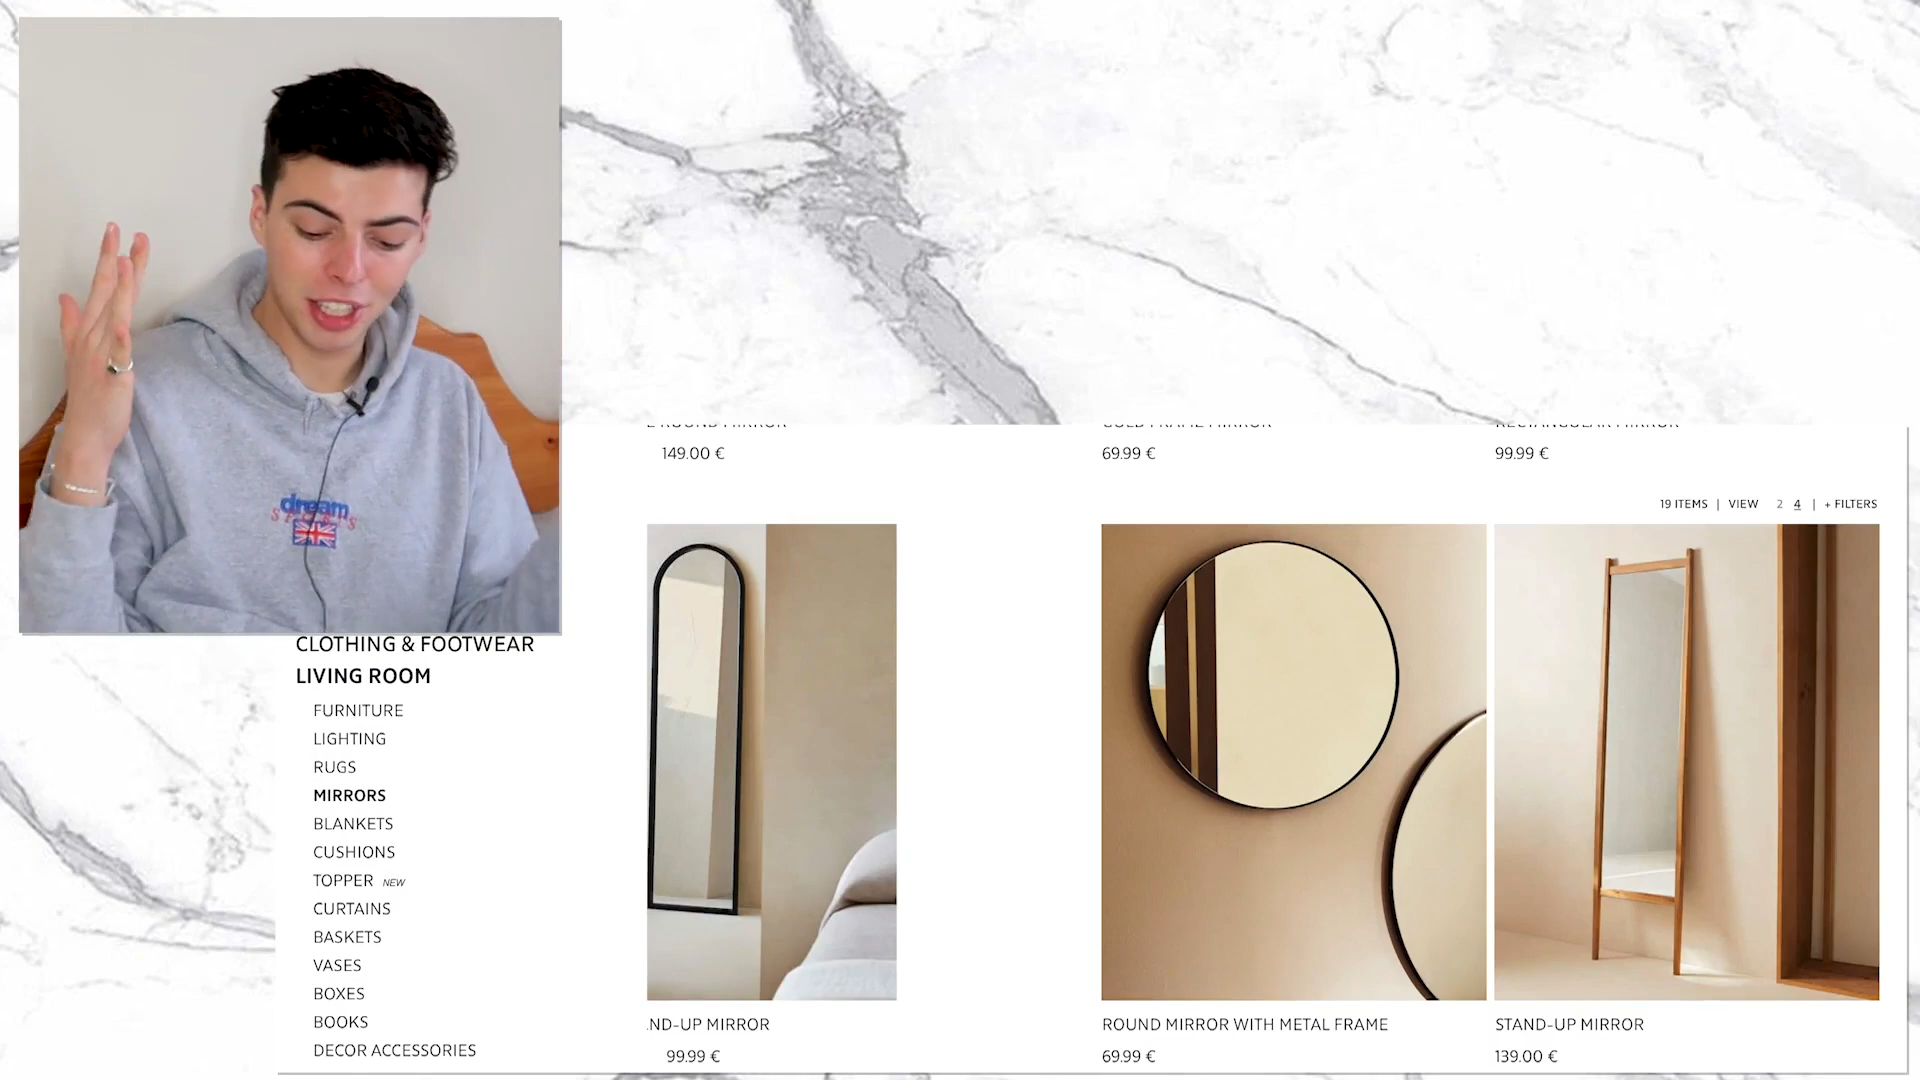 dream
SPORTS
149.00 €
69.99 €
99.99 €
19 ITEMS | VIEW 2 4 | + FILTERS
CLOTHING & FOOTWEAR
LIVING ROOM
FURNITURE
LIGHTING
RUGS
MIRRORS
BLANKETS
CUSHIONS
TOPPER NEW
CURTAINS
BASKETS
VASES
BOXES
BOOKS
DECOR ACCESSORIES
ND-UP MIRROR
99.99 €
ROUND MIRROR WITH METAL FRAME
69.99 €
STAND-UP MIRROR
139.00 €